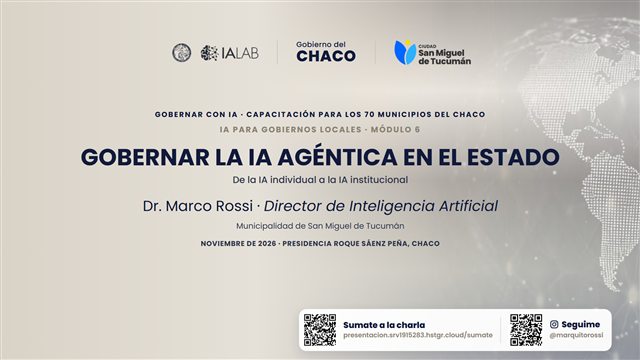 IALAB
Gobierno del
CHACO
CIUDAD
San Miguel
de Tucumán
GOBERNAR CON IA · CAPACITACIÓN PARA LOS 70 MUNICIPIOS DEL CHACO
IA PARA GOBIERNOS LOCALES · MÓDULO 6
GOBERNAR LA IA AGÉNTICA EN EL ESTADO
De la IA individual a la IA institucional
Dr. Marco Rossi · Director de Inteligencia Artificial
Municipalidad de San Miguel de Tucumán
NOVIEMBRE DE 2026 · PRESIDENCIA ROQUE SÁENZ PEÑA, CHACO
Sumate a la charla
presentacion.srv1915283.hstgr.cloud/sumate
Seguime
@marquitorossi